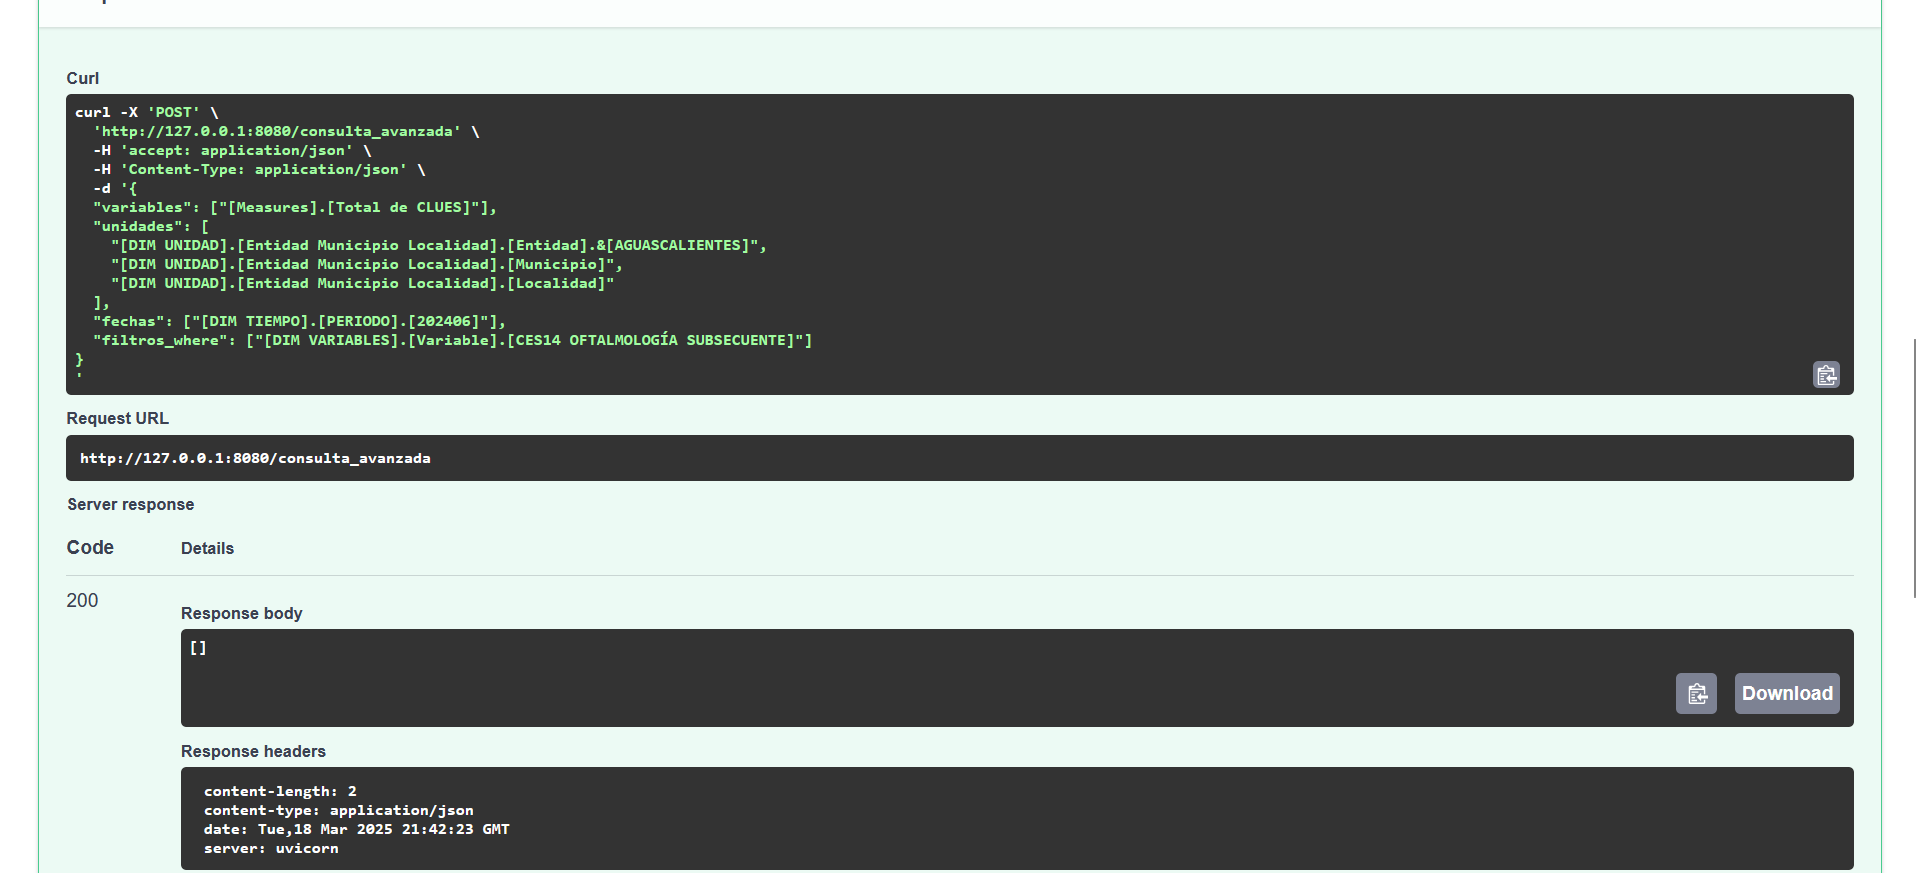 Curl
curl -X 'POST' \
'http://127.0.0.1:8080/consulta_avanzada' \
-H 'accept: application/json' \
-H 'Content-Type: application/json' \
-d '{
"variables": ["[Measures].[Total de CLUES]"],
"unidades": [
"[DIM UNIDAD].[Entidad Municipio Localidad].[Entidad].&[AGUASCALIENTES]",
"[DIM UNIDAD].[Entidad Municipio Localidad].[Municipio]",
"[DIM UNIDAD].[Entidad Municipio Localidad].[Localidad]"
],
"fechas": ["[DIM TIEMPO].[PERIODO].[202406]"],
"filtros_where": ["[DIM VARIABLES].[Variable].[CES14 OFTALMOLOGÍA SUBSECUENTE]"]
}
'
Request URL
http://127.0.0.1:8080/consulta_avanzada
Server response
Code Details
200
Response body
[]
Download
Response headers
content-length: 2
content-type: application/json
date: Tue,18 Mar 2025 21:42:23 GMT
server: uvicorn